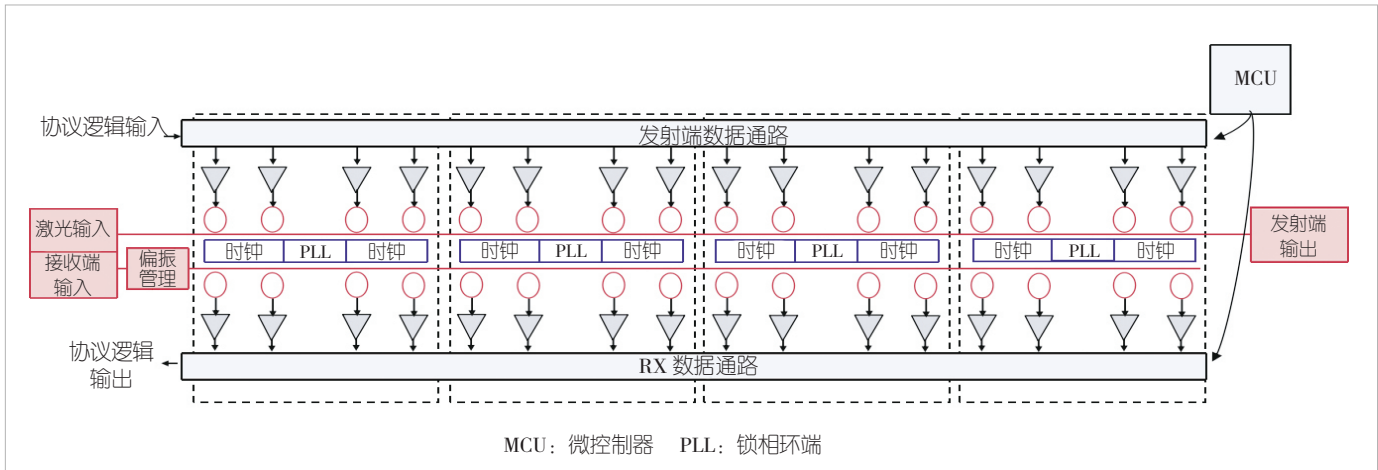 MCU
协议逻辑输入
发射端数据通路
激光输入
发射端
输出
时钟 PLL 时钟 时钟 PLL 时钟 时钟 PLL 时钟 时钟 PLL 时钟
接收端
输入
偏振
管理
协议逻辑
输出
RX 数据通路
MCU：微控制器 PLL：锁相环端